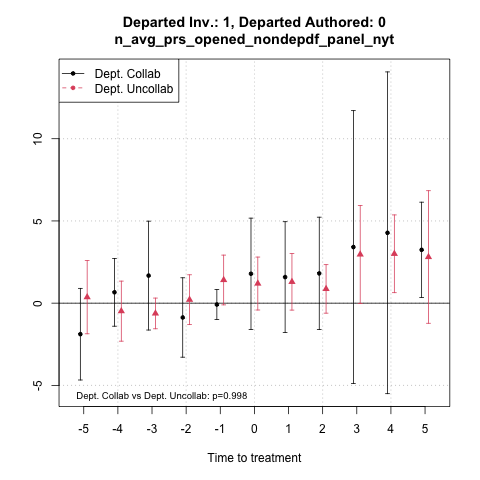 Departed Inv.: 1, Departed Authored: 0
n_avg_prs_opened_nondepdf_panel_nyt
Dept. Collab
Dept. Uncollab
10
5
0
-5
Dept. Collab vs Dept. Uncollab: p=0.998
-5 -4 -3 -2 -1 0 1 2 3 4 5
Time to treatment